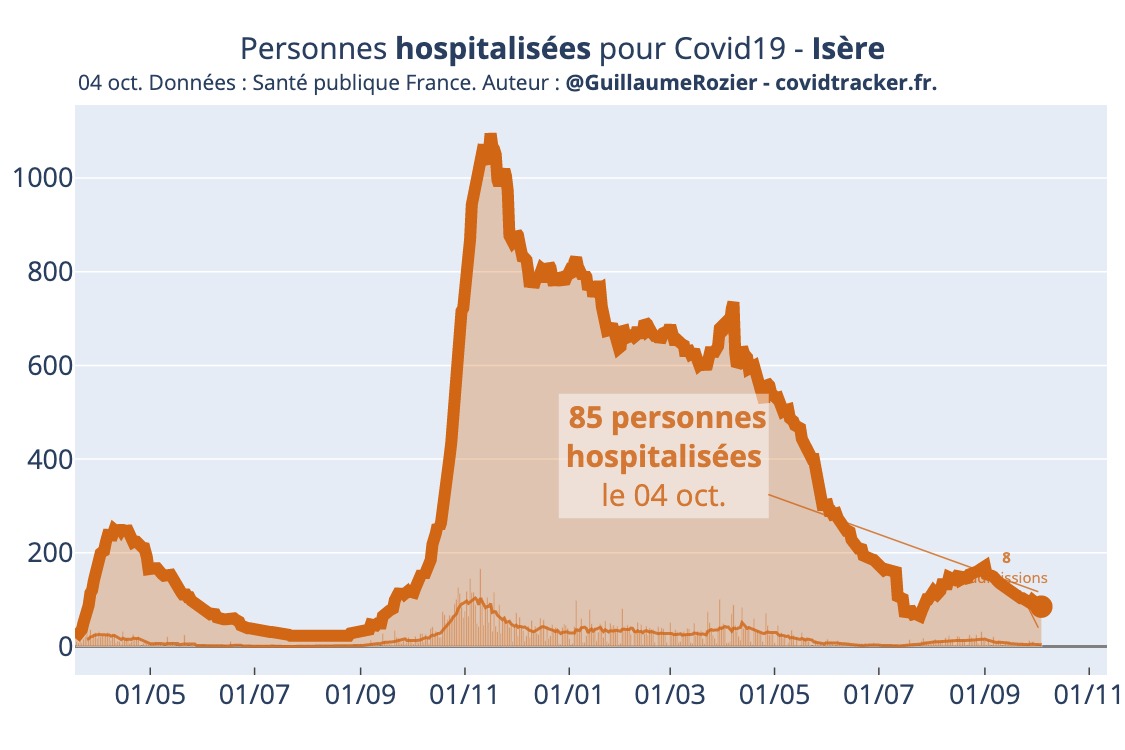 Personnes hospitalisées pour Covid19 - Isère
04 oct. Données : Santé publique France. Auteur : @GuillaumeRozier - covidtracker.fr.
1000
800
600
400
200
0
85 personnes
hospitalisées
le 04 oct.
8
01/05 01/07 01/09 01/11 01/01 01/03 01/05 01/07 01/09 01/11